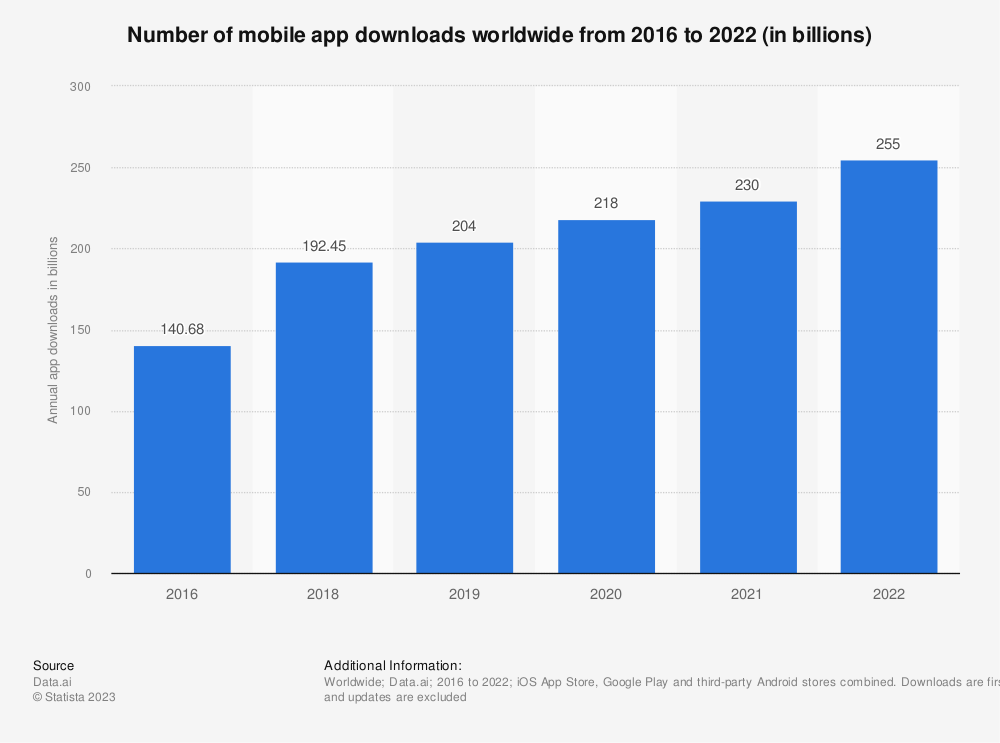 Number of mobile app downloads worldwide from 2016 to 2022 (in billions)
300
250
200
150
100
50
0
Annual app downloads in billions
140.68
192.45
204
218
230
255
2016
2018
2019
2020
2021
2022
Source
Data.ai
© Statista 2023
Additional Information:
Worldwide; Data.ai; 2016 to 2022; iOS App Store, Google Play and third-party Android stores combined. Downloads are
and updates are excluded